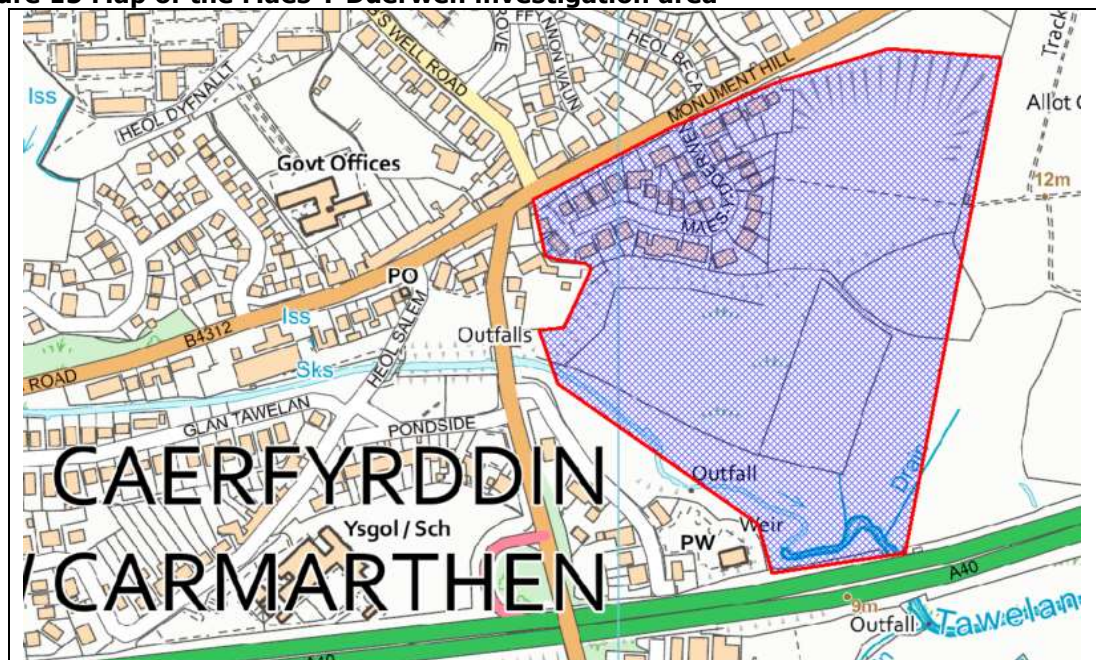 Map of the Maes Y Dderwen investigation area
WELL ROAD
HEOL BECA
Track
Iss
HEOL DYFNALLT
MONUMENT HILL
Allot
Govt Offices
12m
PO
Iss
B4312
Outfalls
HEOL SALEM
ROAD
Sks
GLAN TAWELAN
PONDSIDE
CAERFYRDDIN
Outfall
Drain
Weir
Ysgol / Sch
PW
CARMARTHEN
A40
9m
Outfall
Tawelan
A40